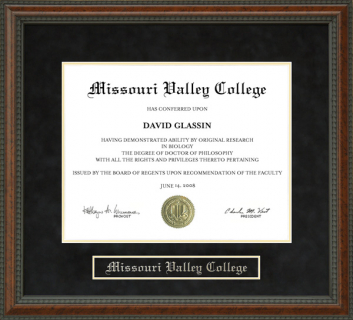 Missouri Valley College
HAS CONFERRED UPON
DAVID GLASSIN
HAVING DEMONSTRATED ABILITY BY ORIGINAL RESEARCH
IN BIOLOGY
THE DEGREE OF DOCTOR OF PHILOSOPHY
WITH ALL THE RIGHTS AND PRIVILEGES THERETO PERTAINING
ISSUED BY THE BOARD OF REGENTS UPON RECOMMENDATION OF THE FACULTY
JUNE 14, 2006
PROVOST
PRESIDENT
Missouri Valley College